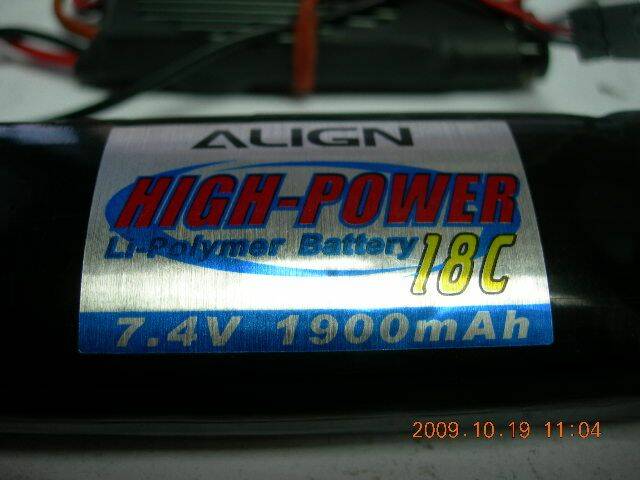 ALIGN
HIGH-POWER
Li-Polymer Battery
18C
7.4V 1900mAh
2009.10.19 11:04